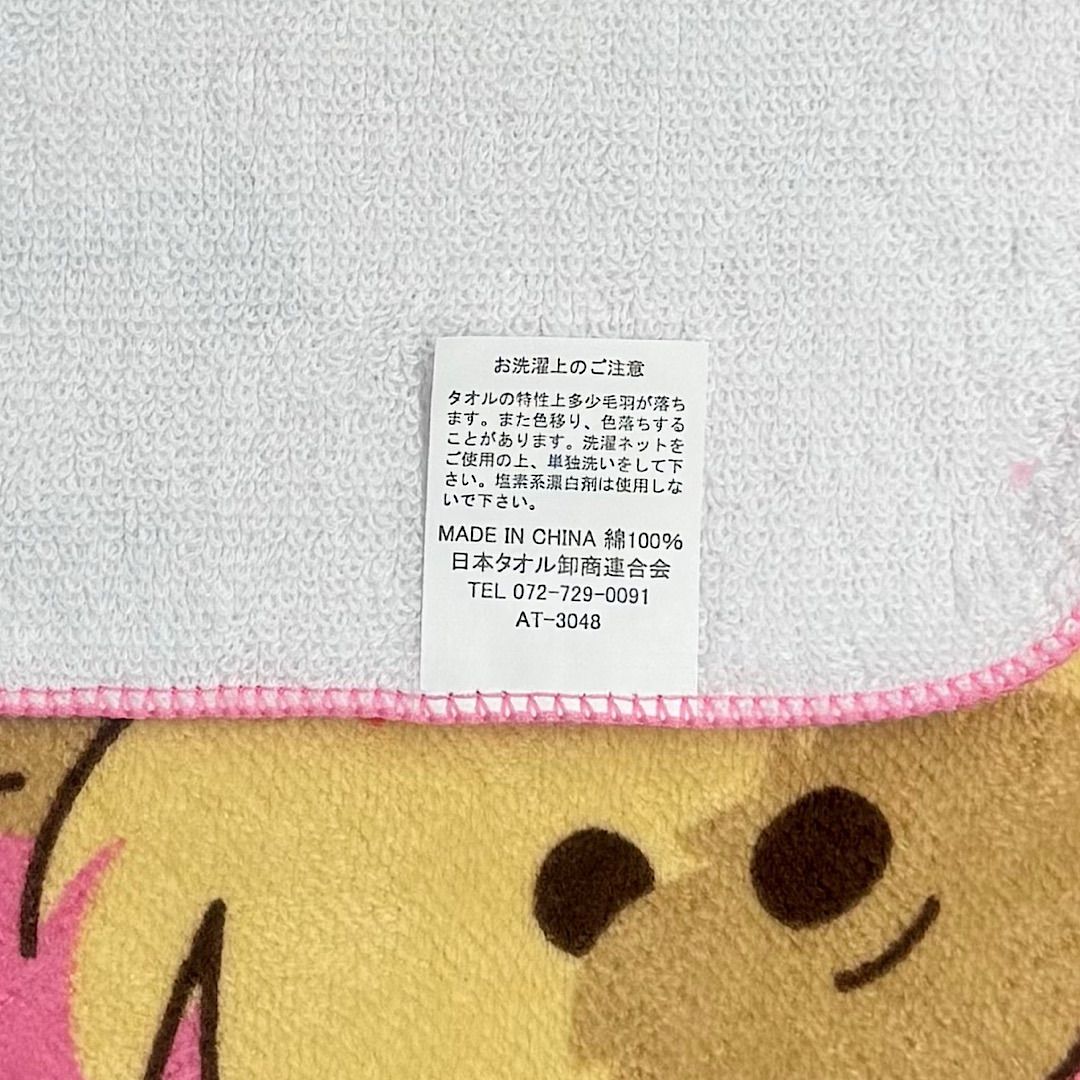 お洗濯上のご注意
タオルの特性上多少毛羽が落ち
ます。また色移り、色落ちする
ことがあります。洗濯ネットを
ご使用の上、単独洗いをして下
さい。塩素系漂白剤は使用しな
いで下さい。
MADE IN CHINA 綿100%
日本タオル卸商連合会
TEL 072-729-0091
AT-3048